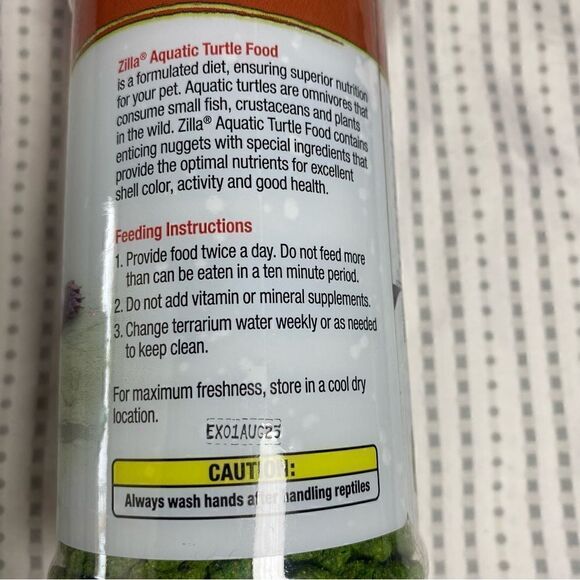 Zilla® Aquatic Turtle Food
is a formulated diet, ensuring superior nutrition
for your pet. Aquatic turtles are omnivores that
consume small fish, crustaceans and plants
in the wild. Zilla® Aquatic Turtle Food contains
enticing nuggets with special ingredients that
provide the optimal nutrients for excellent
shell color, activity and good health.
Feeding Instructions
1. Provide food twice a day. Do not feed more
than can be eaten in a ten minute period.
2. Do not add vitamin or mineral supplements.
3. Change terrarium water weekly or as needed
to keep clean.
For maximum freshness, store in a cool dry
location.
EX01AUG25
CAUTION:
Always wash hands after handling reptiles